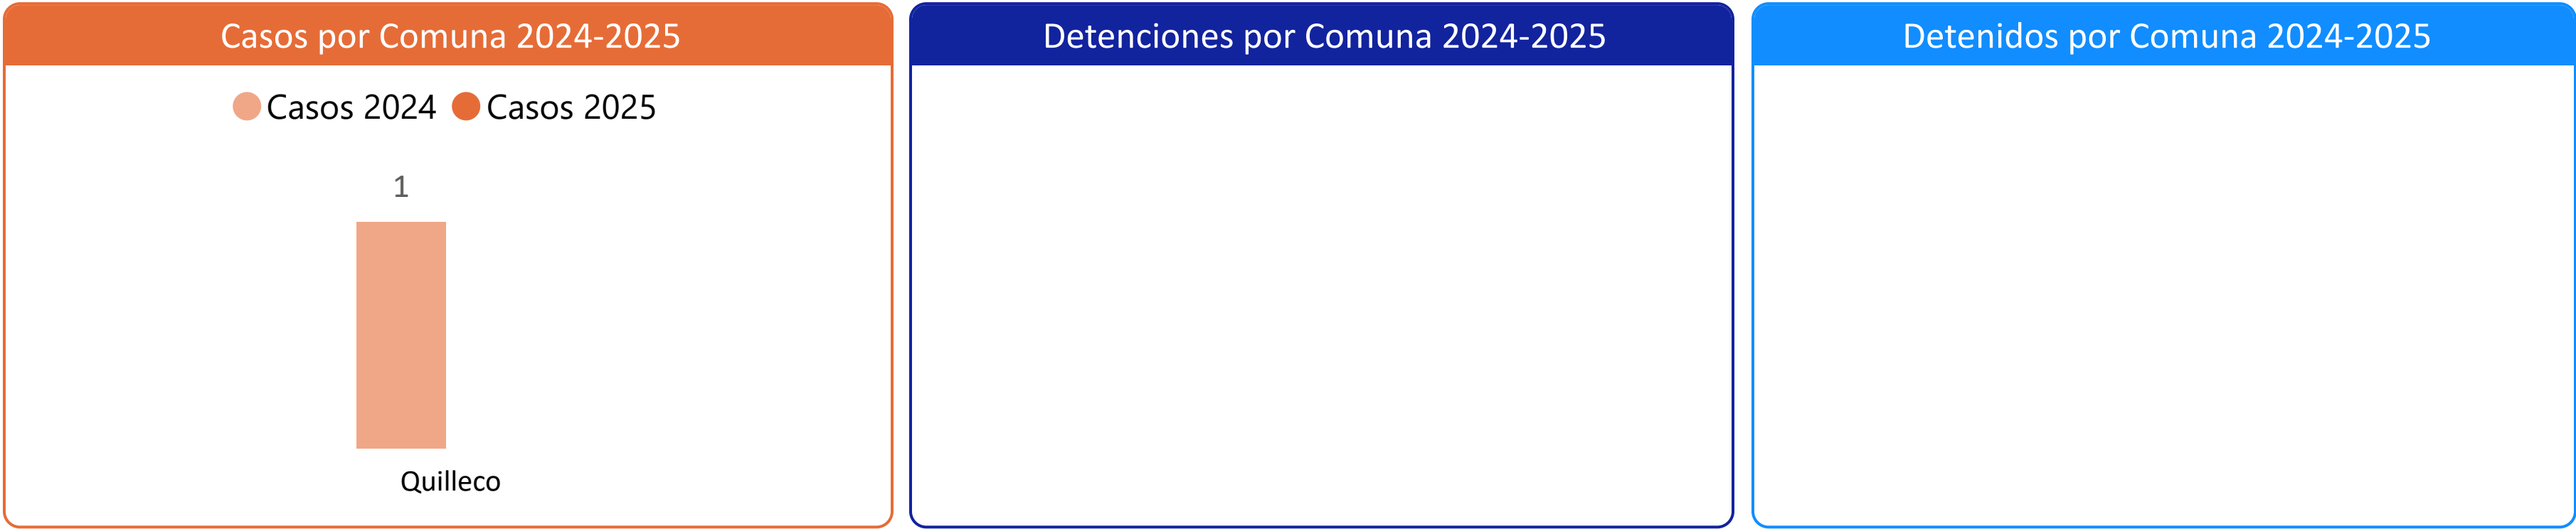 Casos por Comuna 2024-2025
Casos 2024 Casos 2025
1
Quilleco
Detenciones por Comuna 2024-2025
Detenidos por Comuna 2024-2025